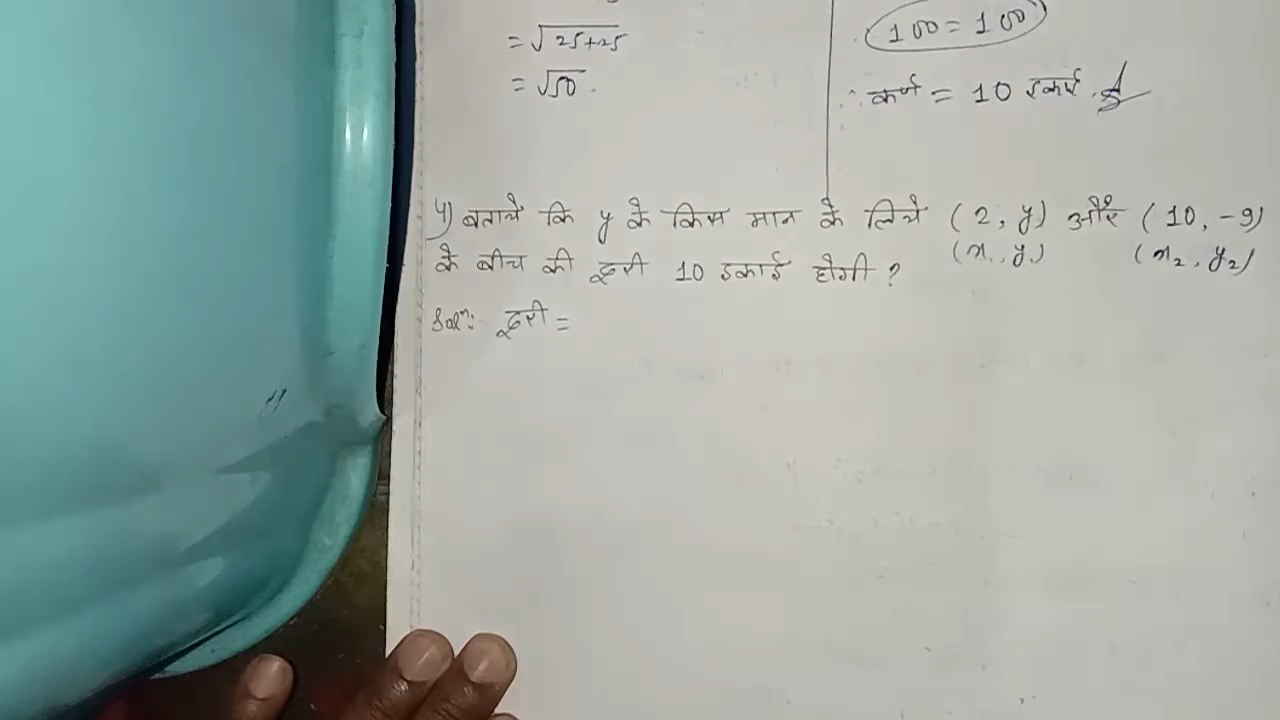 = √25+25
= √50.
100 = 100
∴ कर्ण = 10 इकाई
4) बताये कि y के किस मान के लिये (2, y) और (10, -9)
(x₁, y₁) (x₂, y₂)
के बीच की दूरी 10 इकाई होगी ?
Solⁿ: दूरी =